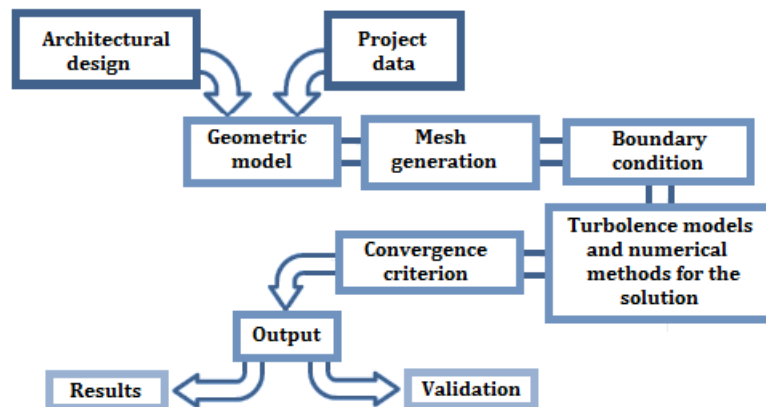 Architectural
design
Project
data
Geometric
model
Mesh
generation
Boundary
condition
Turbolence models
and numerical
methods for the
solution
Convergence
criterion
Output
Results
Validation